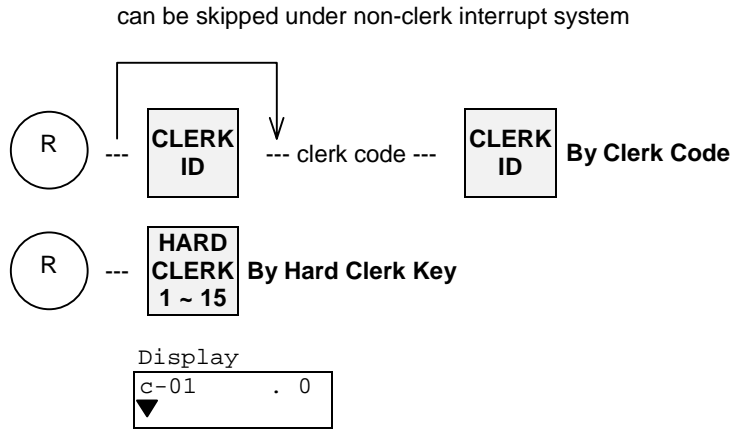 can be skipped under non-clerk interrupt system
R --- CLERK ID --- clerk code --- CLERK ID By Clerk Code
R --- HARD CLERK 1 ~ 15 By Hard Clerk Key
Display
c-01 . 0